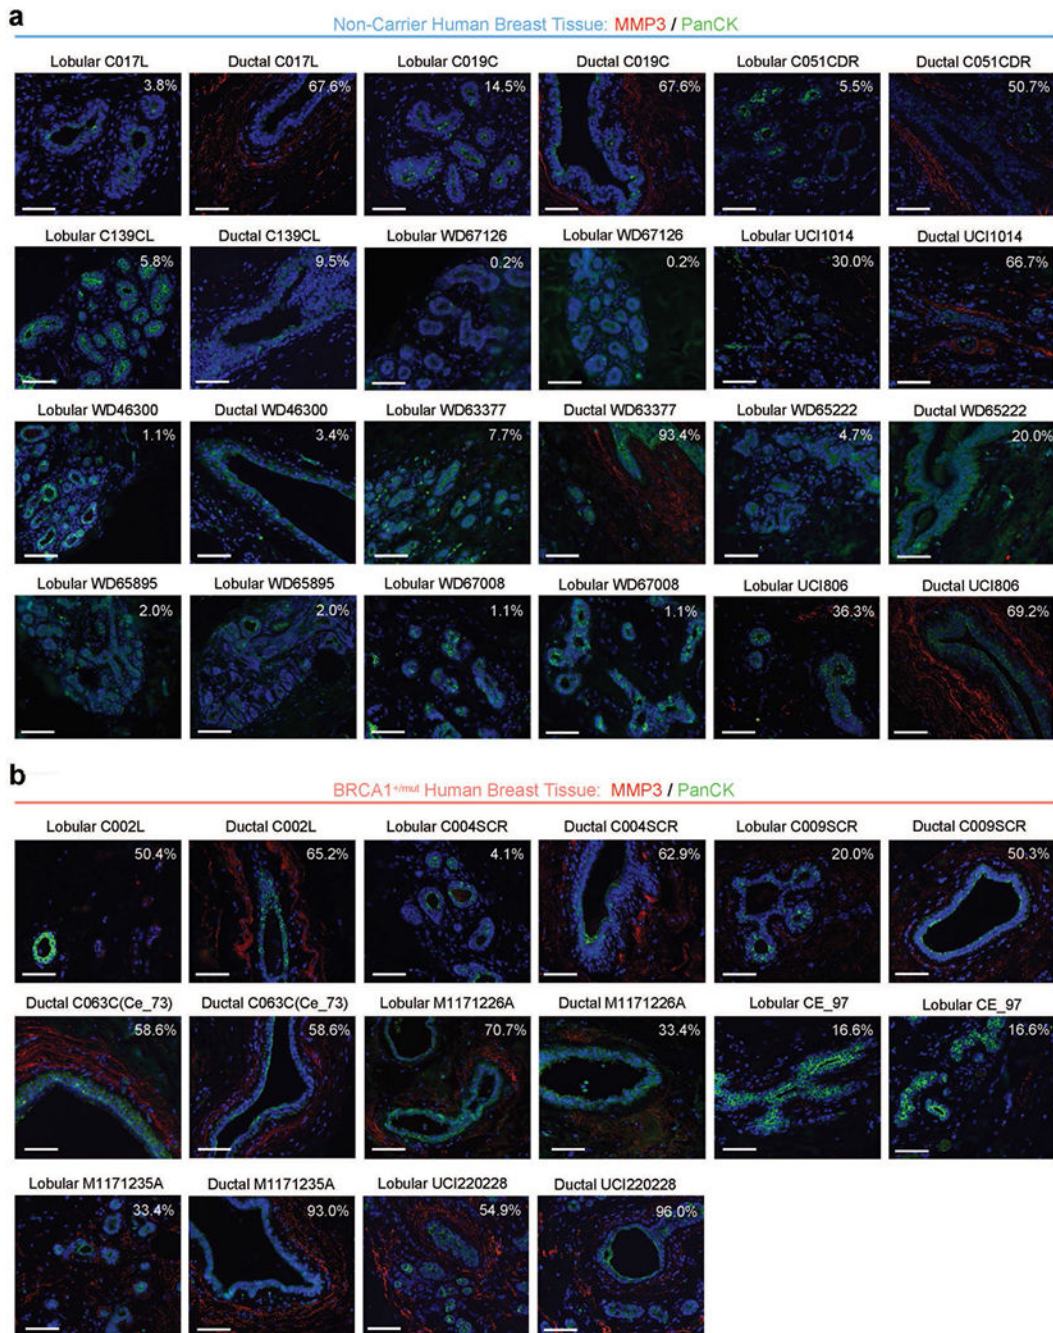 a
Non-Carrier Human Breast Tissue: MMP3 / PanCK
Lobular C017L Ductal C017L Lobular C019C Ductal C019C Lobular C051CDR Ductal C051CDR
3.8% 67.6% 14.5% 67.6% 5.5% 50.7%
Lobular C139CL Ductal C139CL Lobular WD67126 Lobular WD67126 Lobular UCI1014 Ductal UCI1014
5.8% 9.5% 0.2% 0.2% 30.0% 66.7%
Lobular WD46300 Ductal WD46300 Lobular WD63377 Ductal WD63377 Lobular WD65222 Ductal WD65222
1.1% 3.4% 7.7% 93.4% 4.7% 20.0%
Lobular WD65895 Lobular WD65895 Lobular WD67008 Lobular WD67008 Lobular UCI806 Ductal UCI806
2.0% 2.0% 1.1% 1.1% 36.3% 69.2%
b
BRCA1+/mut Human Breast Tissue: MMP3 / PanCK
Lobular C002L Ductal C002L Lobular C004SCR Ductal C004SCR Lobular C009SCR Ductal C009SCR
50.4% 65.2% 4.1% 62.9% 20.0% 50.3%
Ductal C063C(Ce_73) Ductal C063C(Ce_73) Lobular M1171226A Ductal M1171226A Lobular CE_97 Lobular CE_97
58.6% 58.6% 70.7% 33.4% 16.6% 16.6%
Lobular M1171235A Ductal M1171235A Lobular UCI220228 Ductal UCI220228
33.4% 93.0% 54.9% 96.0%